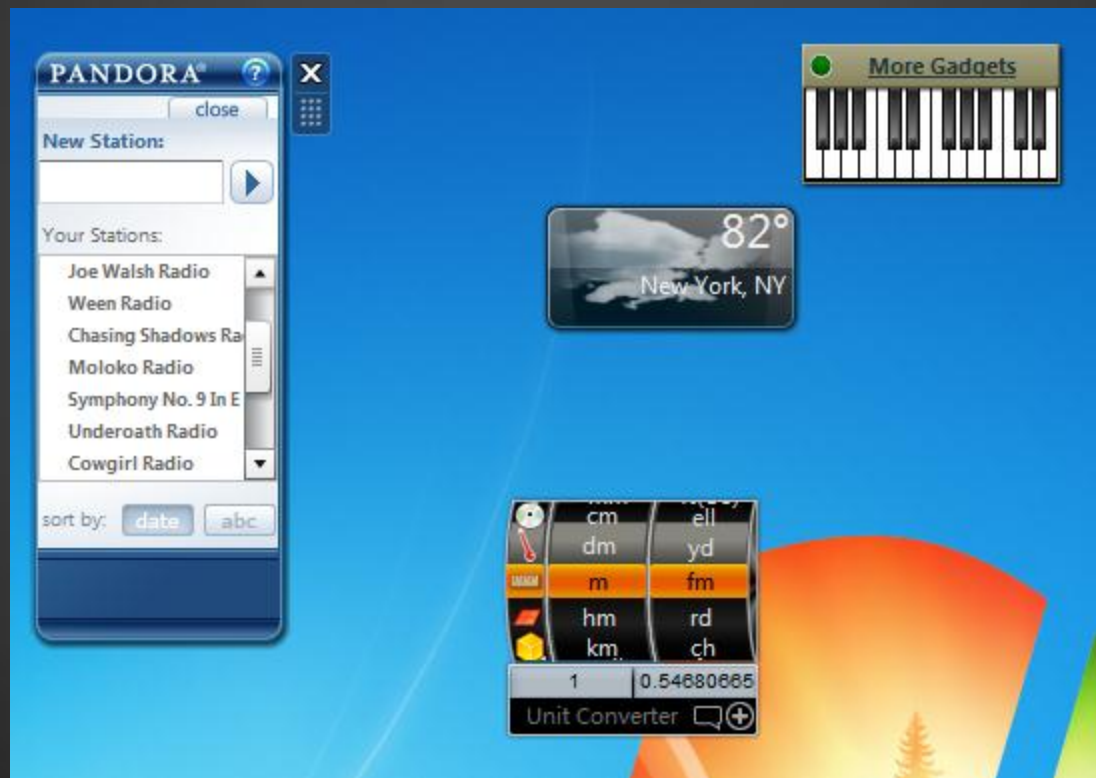 PANDORA®
?
close
New Station:
Your Stations:
Joe Walsh Radio
Ween Radio
Chasing Shadows Ra
Moloko Radio
Symphony No. 9 In E
Underoath Radio
Cowgirl Radio
sort by: date abc
More Gadgets
82°
New York, NY
cm ell
dm yd
m fm
hm rd
km ch
1 0.54680665
Unit Converter